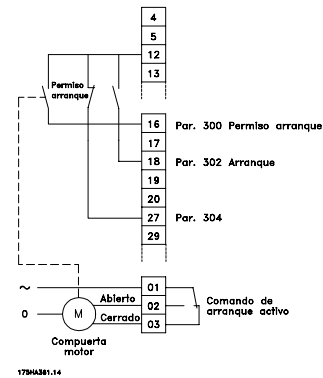 4
5
12
13
Permiso
arranque
16 Par. 300 Permiso arranque
17
18 Par. 302 Arranque
19
20
27 Par. 304
29
~ 01
Abierto 02 Comando de
arranque activo
0 M Cerrado 03
Compuerta
motor
175HA381.14